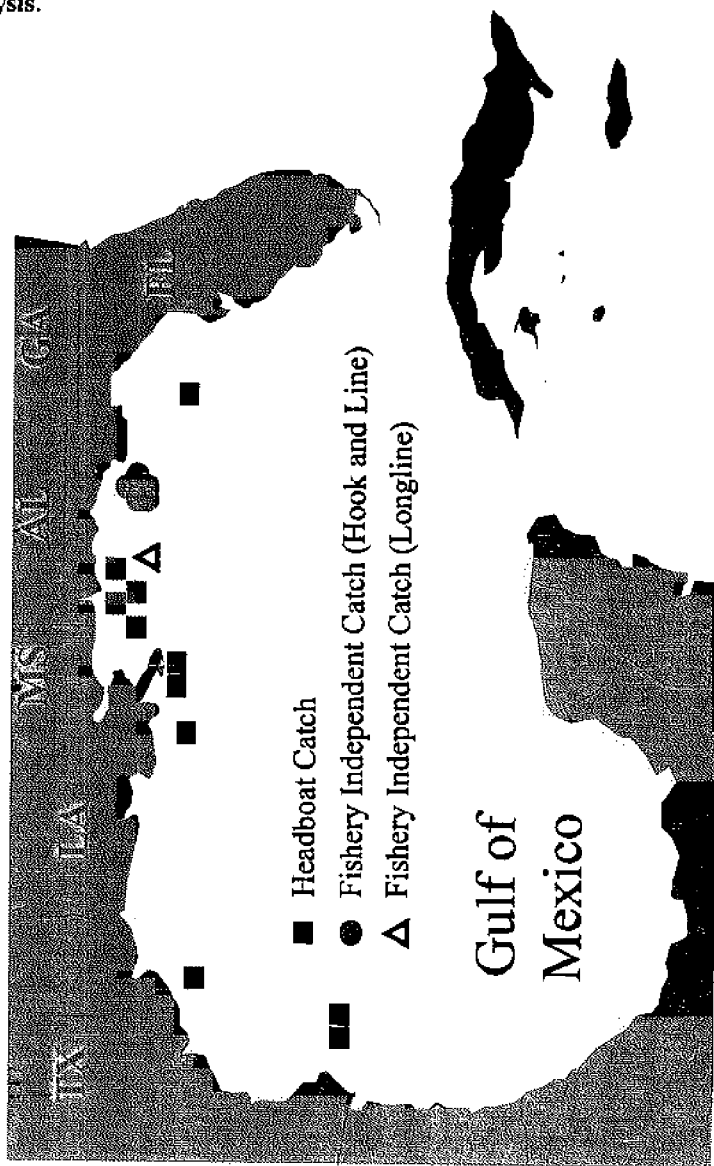 ysis.
TX
LA
MS
AL
GA
FL
Headboat Catch
Fishery Independent Catch (Hook and Line)
Fishery Independent Catch (Longline)
Gulf of
Mexico